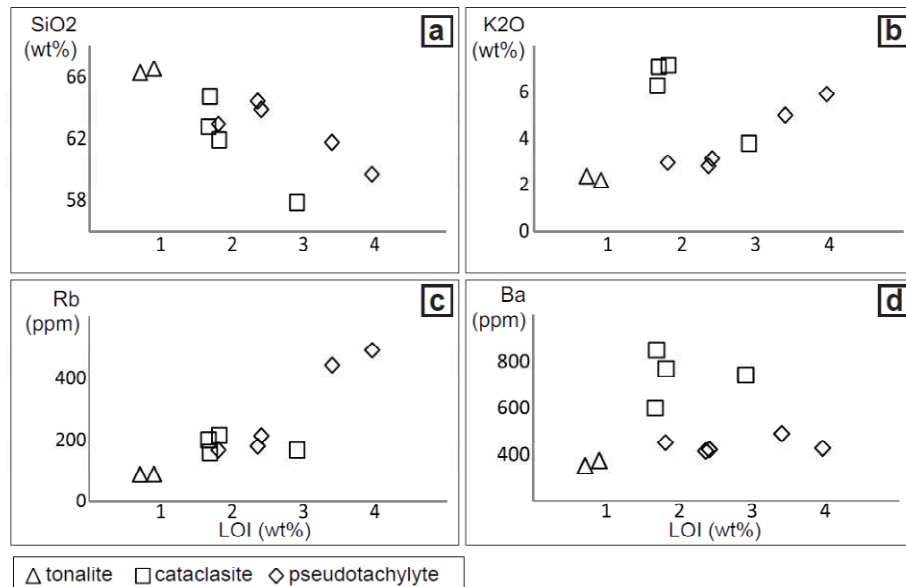 SiO2
(wt%)
a
66
62
58
1 2 3 4
K2O
(wt%)
b
6
4
2
0
1 2 3 4
Rb
(ppm)
c
400
200
0
1 2 3 4
LOI (wt%)
Ba
(ppm)
d
800
600
400
1 2 3 4
LOI (wt%)
tonalite cataclasite pseudotachylyte